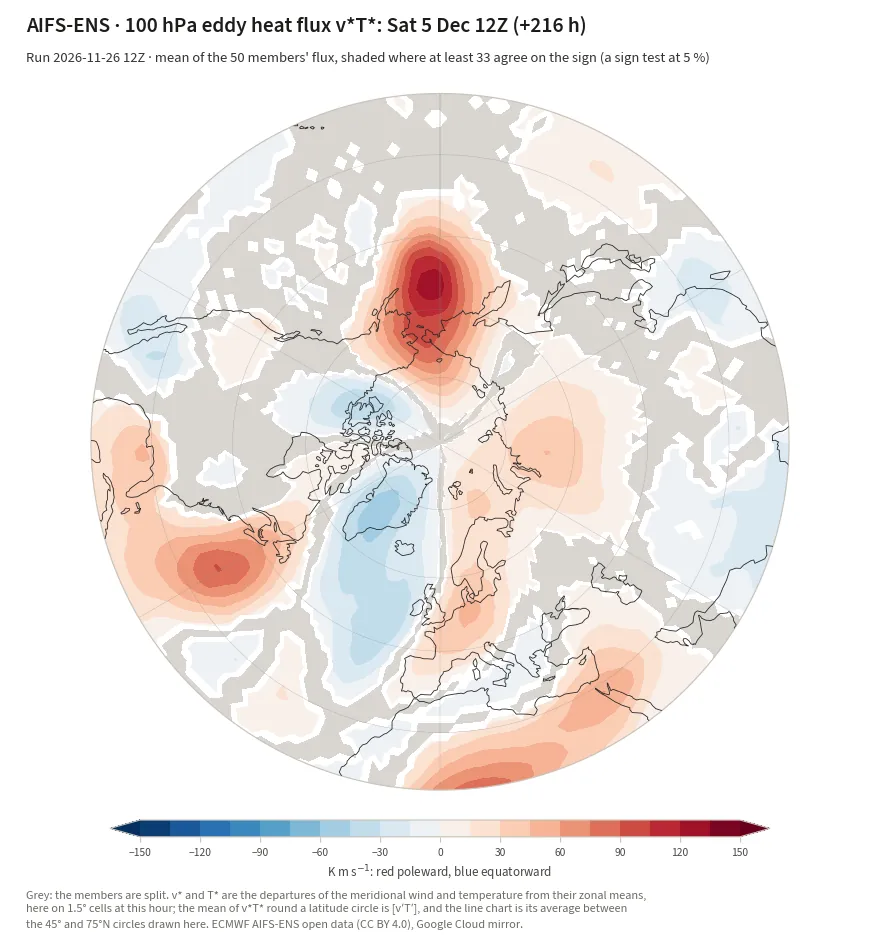 AIFS-ENS · 100 hPa eddy heat flux v*T*: Sat 5 Dec 12Z (+216 h)
Run 2026-11-26 12Z · mean of the 50 members' flux, shaded where at least 33 agree on the sign (a sign test at 5 %)
−150 −120 −90 −60 −30 0 30 60 90 120 150
K m s⁻¹: red poleward, blue equatorward
Grey: the members are split. v* and T* are the departures of the meridional wind and temperature from their zonal means,
here on 1.5° cells at this hour; the mean of v*T* round a latitude circle is [v′T′], and the line chart is its average between
the 45° and 75°N circles drawn here. ECMWF AIFS-ENS open data (CC BY 4.0), Google Cloud mirror.